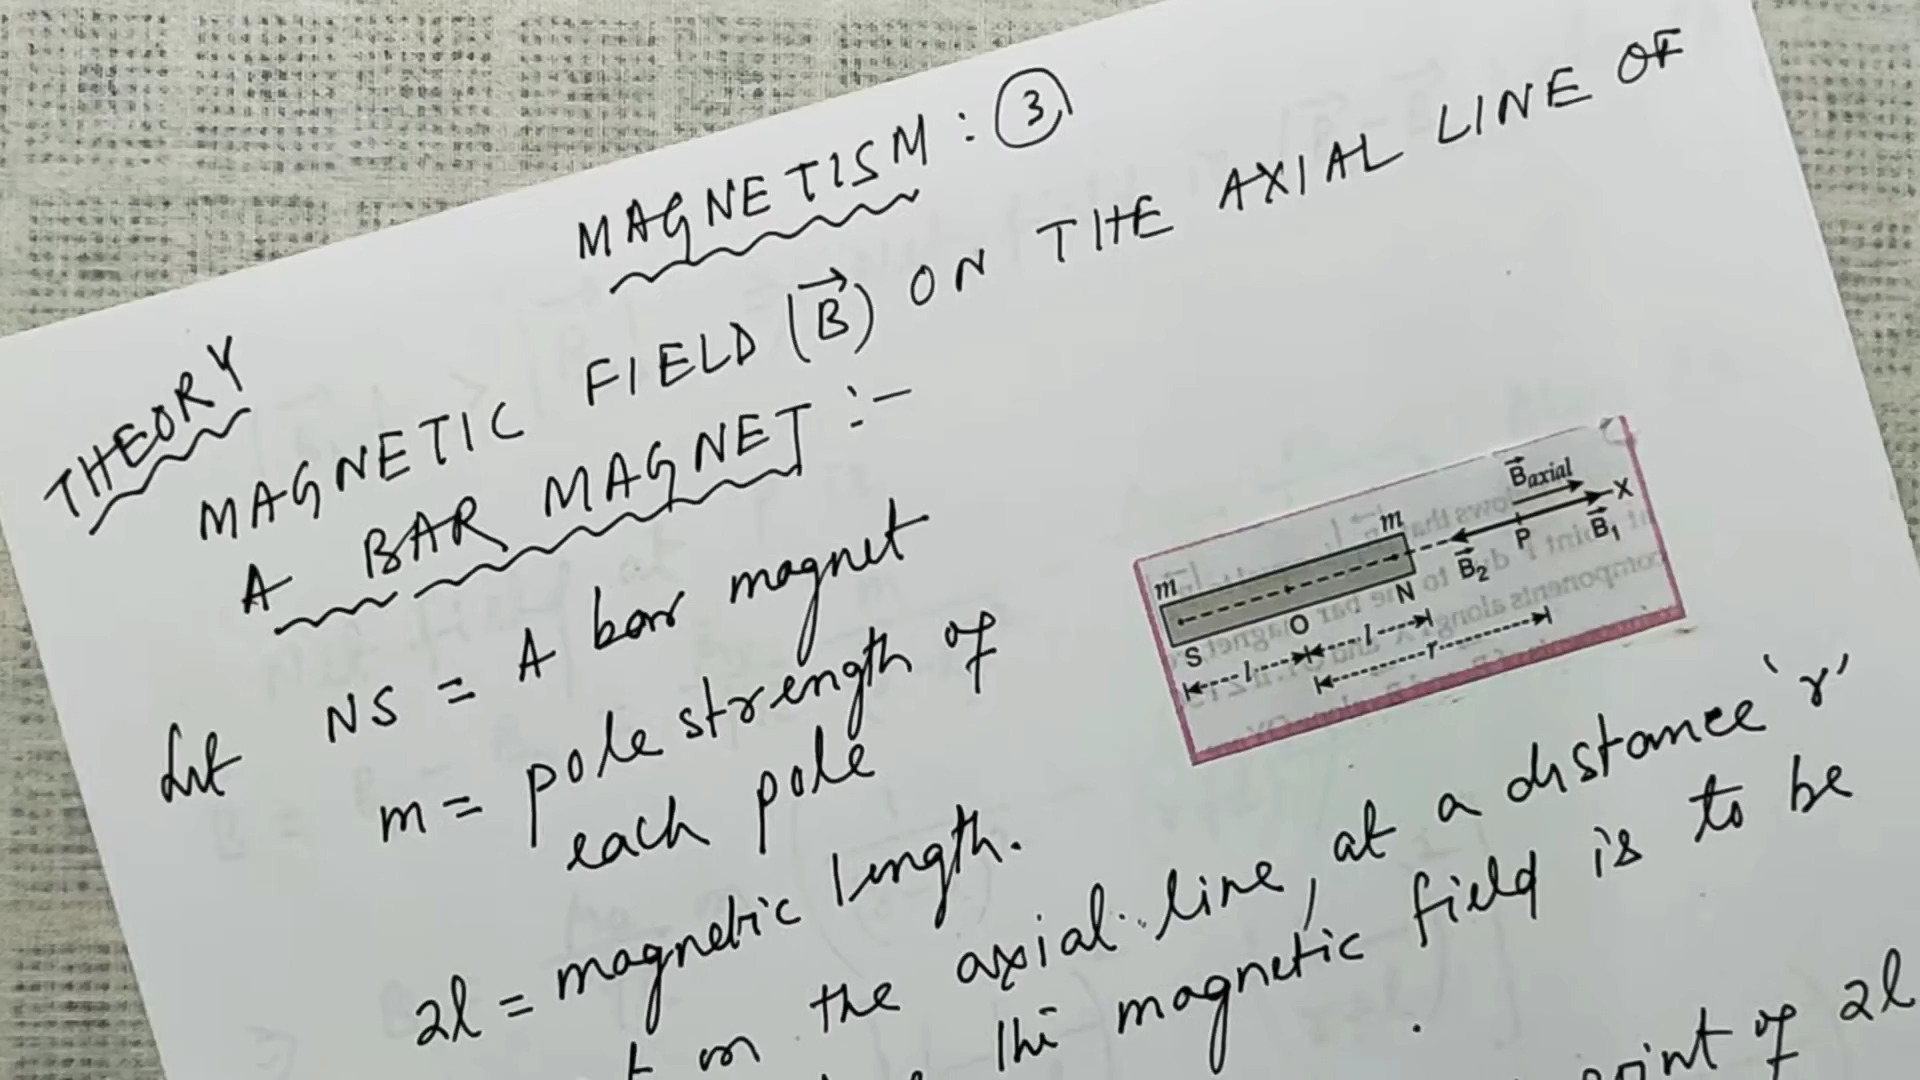 MAGNETISM : 3
THEORY
MAGNETIC FIELD (B) ON THE AXIAL LINE OF
A BAR MAGNET :-
Let NS = A bar magnet
m = pole strength of
each pole
2l = magnetic length.
on the axial line, at a distance 'r'
the magnetic field is to be
point of 2l
B axial
X
m
m
S
O
N
B2
P
B1
l
l
r